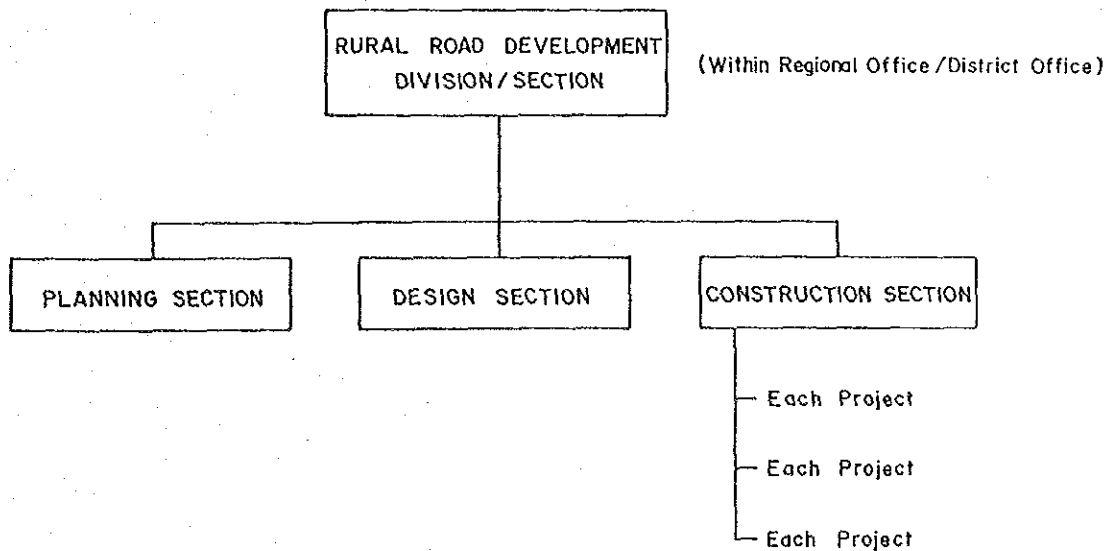 RURAL ROAD DEVELOPMENT
DIVISION/SECTION
(Within Regional Office/District Office)
PLANNING SECTION
DESIGN SECTION
CONSTRUCTION SECTION
Each Project
Each Project
Each Project